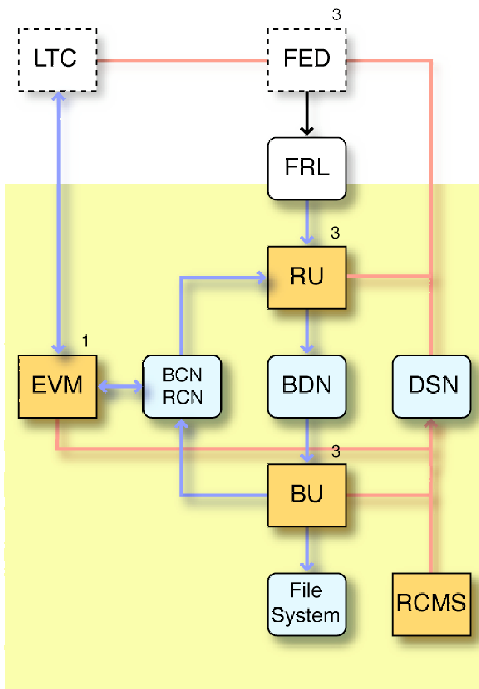 3
LTC
FED
FRL
3
RU
1
EVM
BCN
RCN
BDN
DSN
3
BU
File
System
RCMS